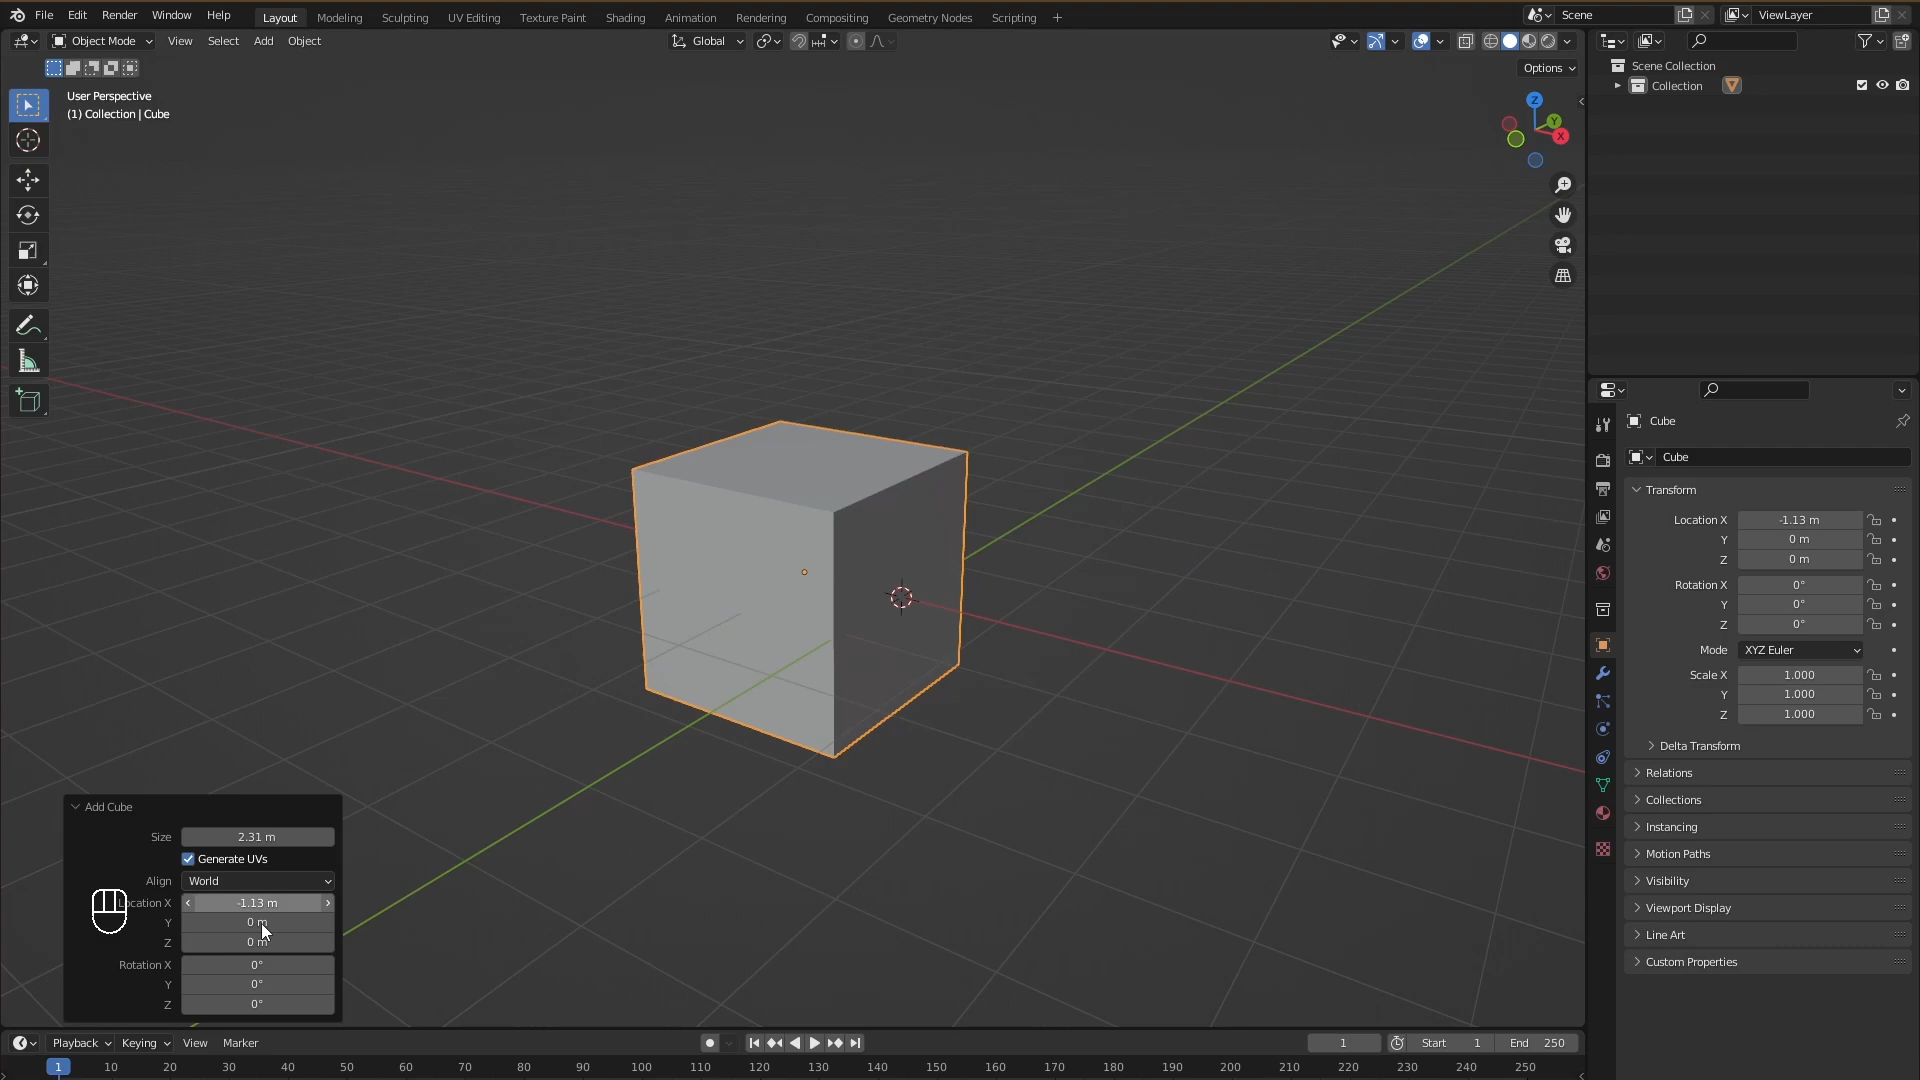 File Edit Render Window Help Layout Modeling Sculpting UV Editing Texture Paint Shading Animation Rendering Compositing Geometry Nodes Scripting + Scene ViewLayer
Object Mode View Select Add Object Global
Options
User Perspective
(1) Collection | Cube
Z
Y
X
Scene Collection
Collection
Cube
Cube
Transform
Location X -1.13 m
Y 0 m
Z 0 m
Rotation X 0°
Y 0°
Z 0°
Mode XYZ Euler
Scale X 1.000
Y 1.000
Z 1.000
Delta Transform
Relations
Collections
Instancing
Motion Paths
Visibility
Viewport Display
Line Art
Custom Properties
Add Cube
Size 2.31 m
Generate UVs
Align World
-1.13 m
Y 0 m
Z 0 m
Rotation X 0°
Y 0°
Z 0°
Playback Keying View Marker 1 Start 1 End 250
1 10 20 30 40 50 60 70 80 90 100 110 120 130 140 150 160 170 180 190 200 210 220 230 240 250